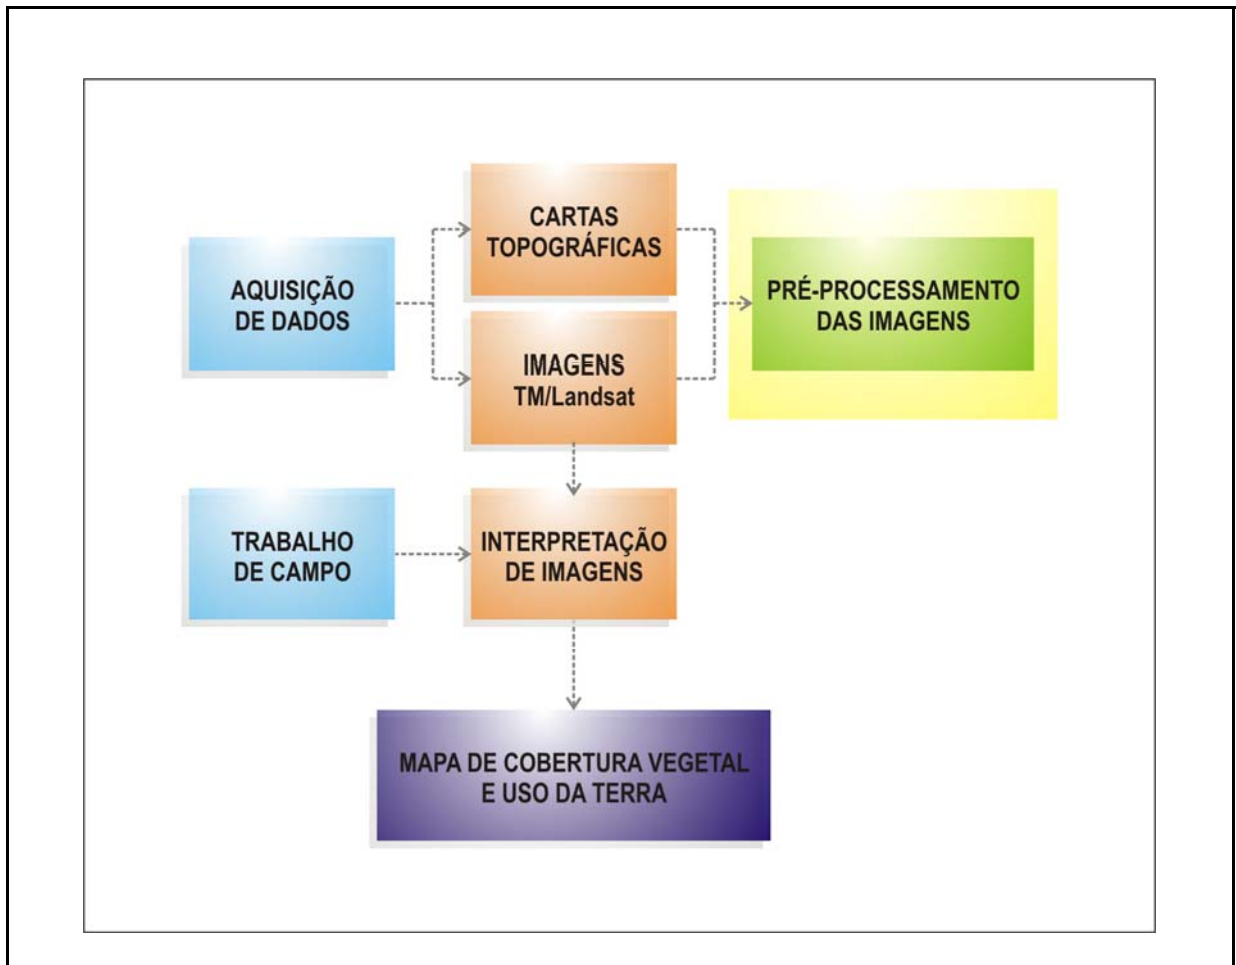 CARTAS
TOPOGRÁFICAS
AQUISIÇÃO
DE DADOS
PRÉ-PROCESSAMENTO
DAS IMAGENS
IMAGENS
TM/Landsat
TRABALHO
DE CAMPO
INTERPRETAÇÃO
DE IMAGENS
MAPA DE COBERTURA VEGETAL
E USO DA TERRA